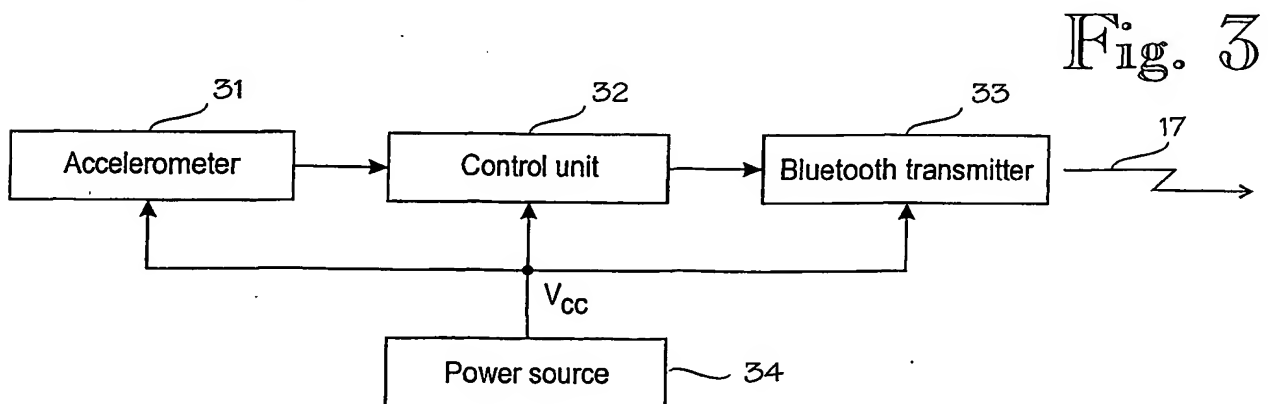 Fig. 3
31
32
33
17
Accelerometer
Control unit
Bluetooth transmitter
Vcc
Power source
34